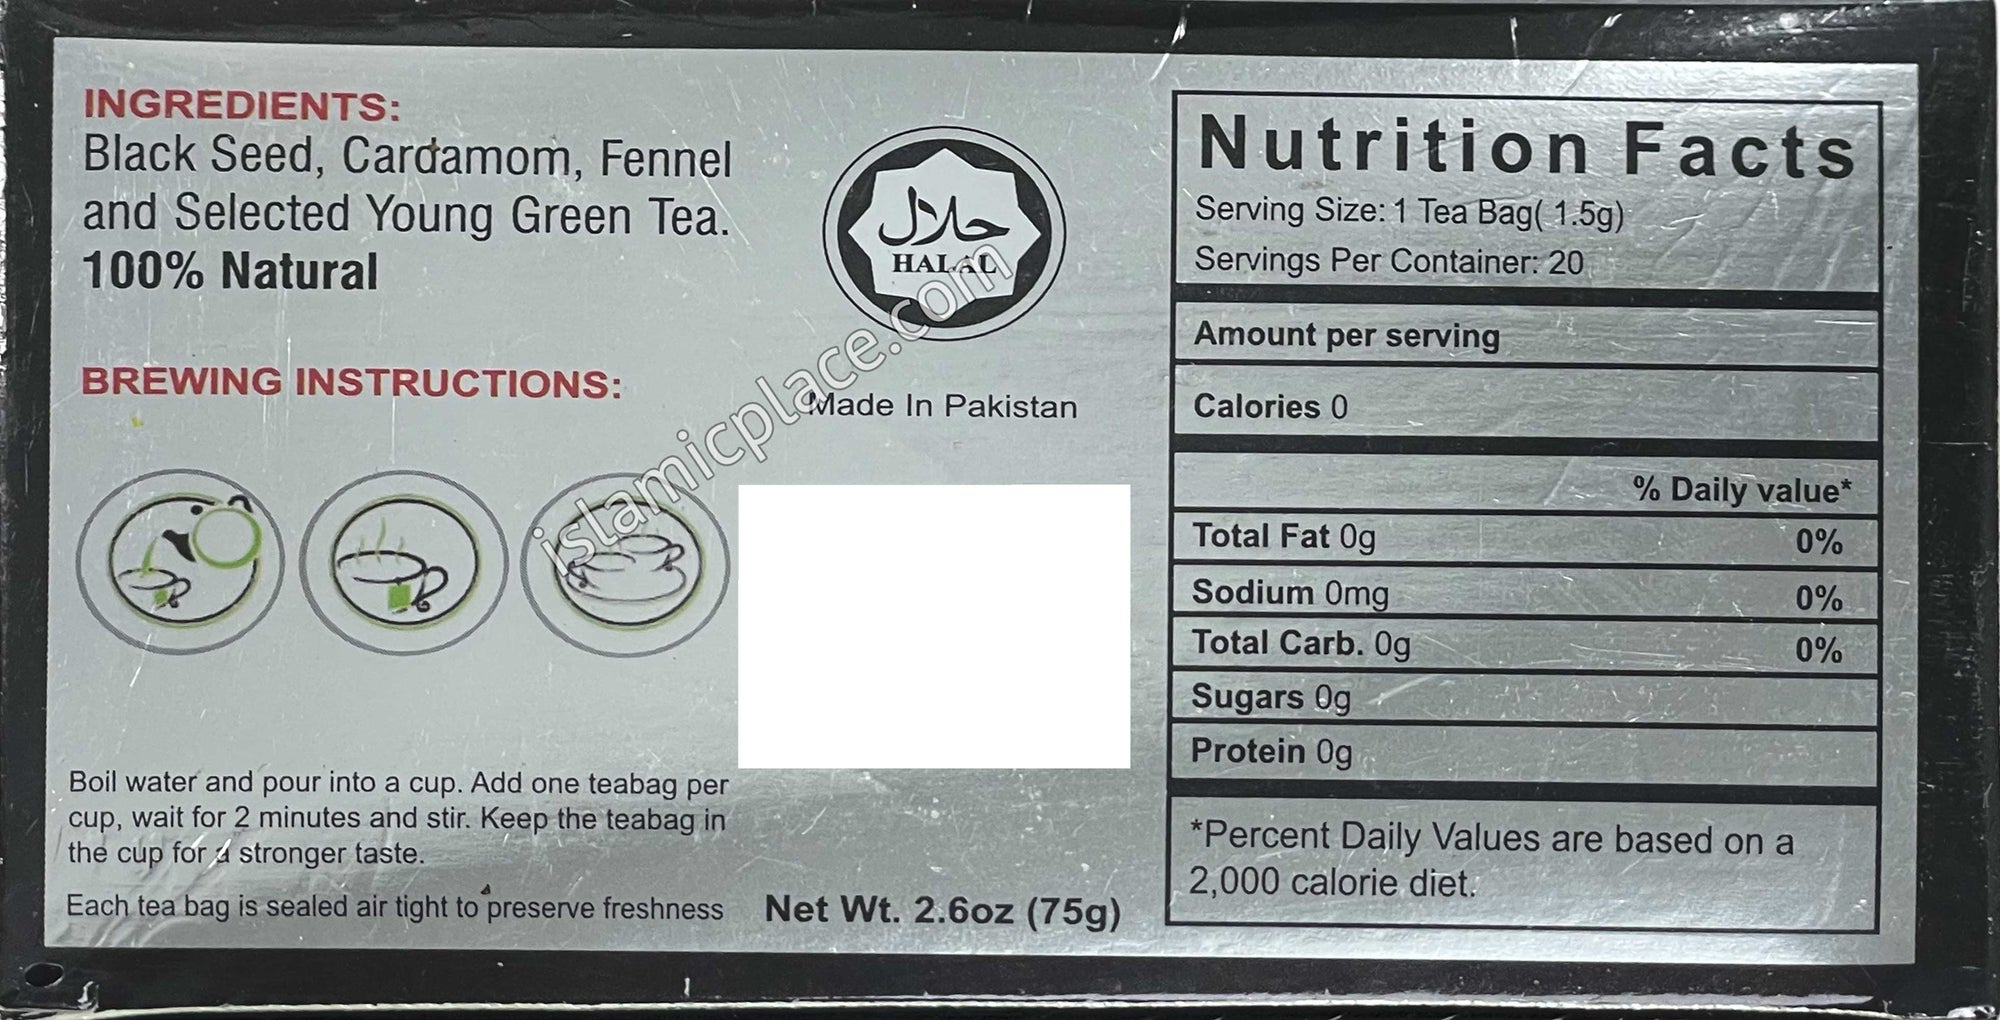 INGREDIENTS:
Black Seed, Cardamom, Fennel
and Selected Young Green Tea.
100% Natural
BREWING INSTRUCTIONS:
Boil water and pour into a cup. Add one teabag per
cup, wait for 2 minutes and stir. Keep the teabag in
the cup for a stronger taste.
Each tea bag is sealed air tight to preserve freshness
حلال
HALAL
Made In Pakistan
islamicplace.com
Net Wt. 2.6oz (75g)
Nutrition Facts
Serving Size: 1 Tea Bag( 1.5g)
Servings Per Container: 20
Amount per serving
Calories 0
% Daily value*
Total Fat 0g 0%
Sodium 0mg 0%
Total Carb. 0g 0%
Sugars 0g
Protein 0g
*Percent Daily Values are based on a
2,000 calorie diet.